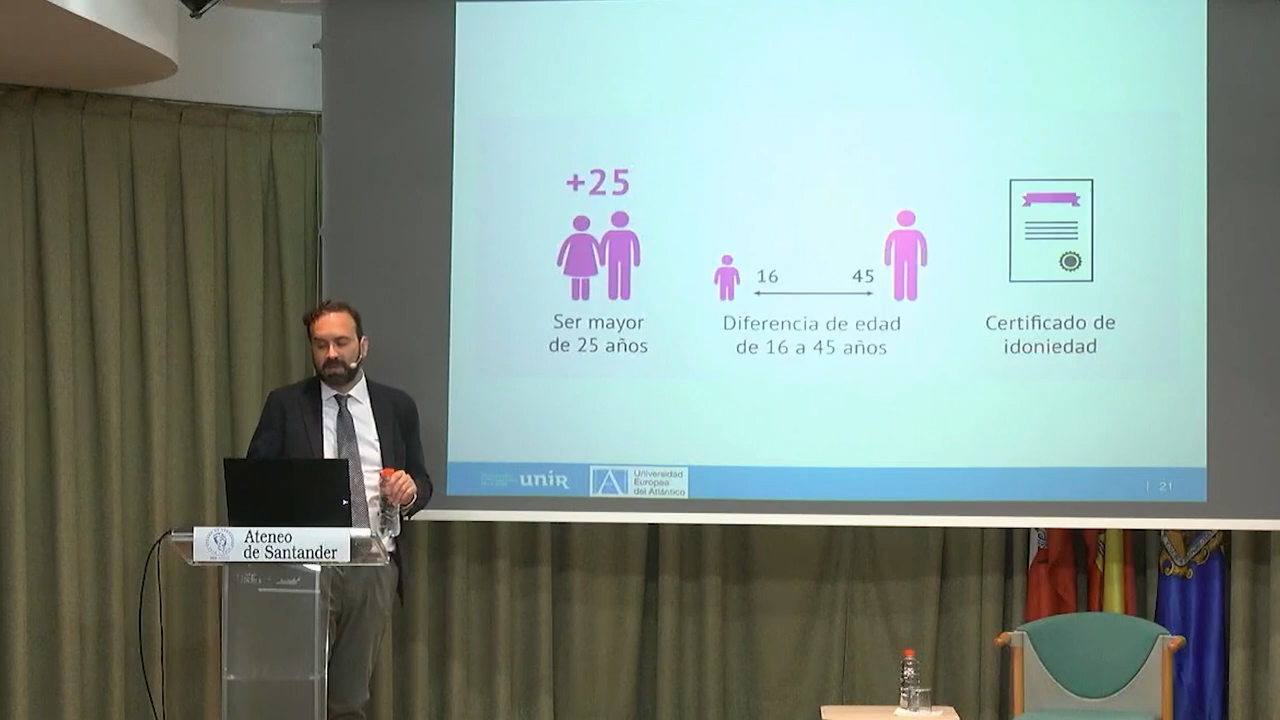 +25
Ser mayor
de 25 años
16
45
Diferencia de edad
de 16 a 45 años
Certificado de
idoniedad
unir
Universidad
Europea
del Atlántico
21
Ateneo
de Santander